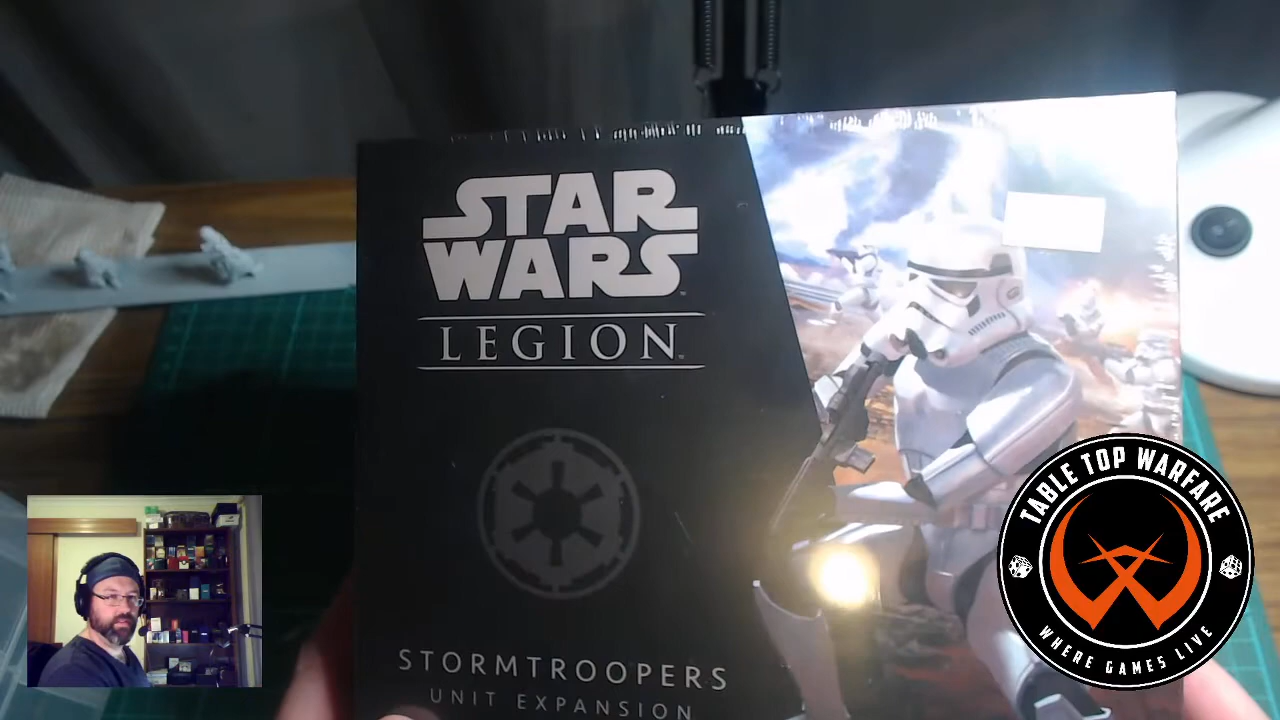 STAR
WARS
LEGION
STORMTROOPERS
UNIT EXPANSION
TABLE TOP WARFARE
WHERE GAMES LIVE